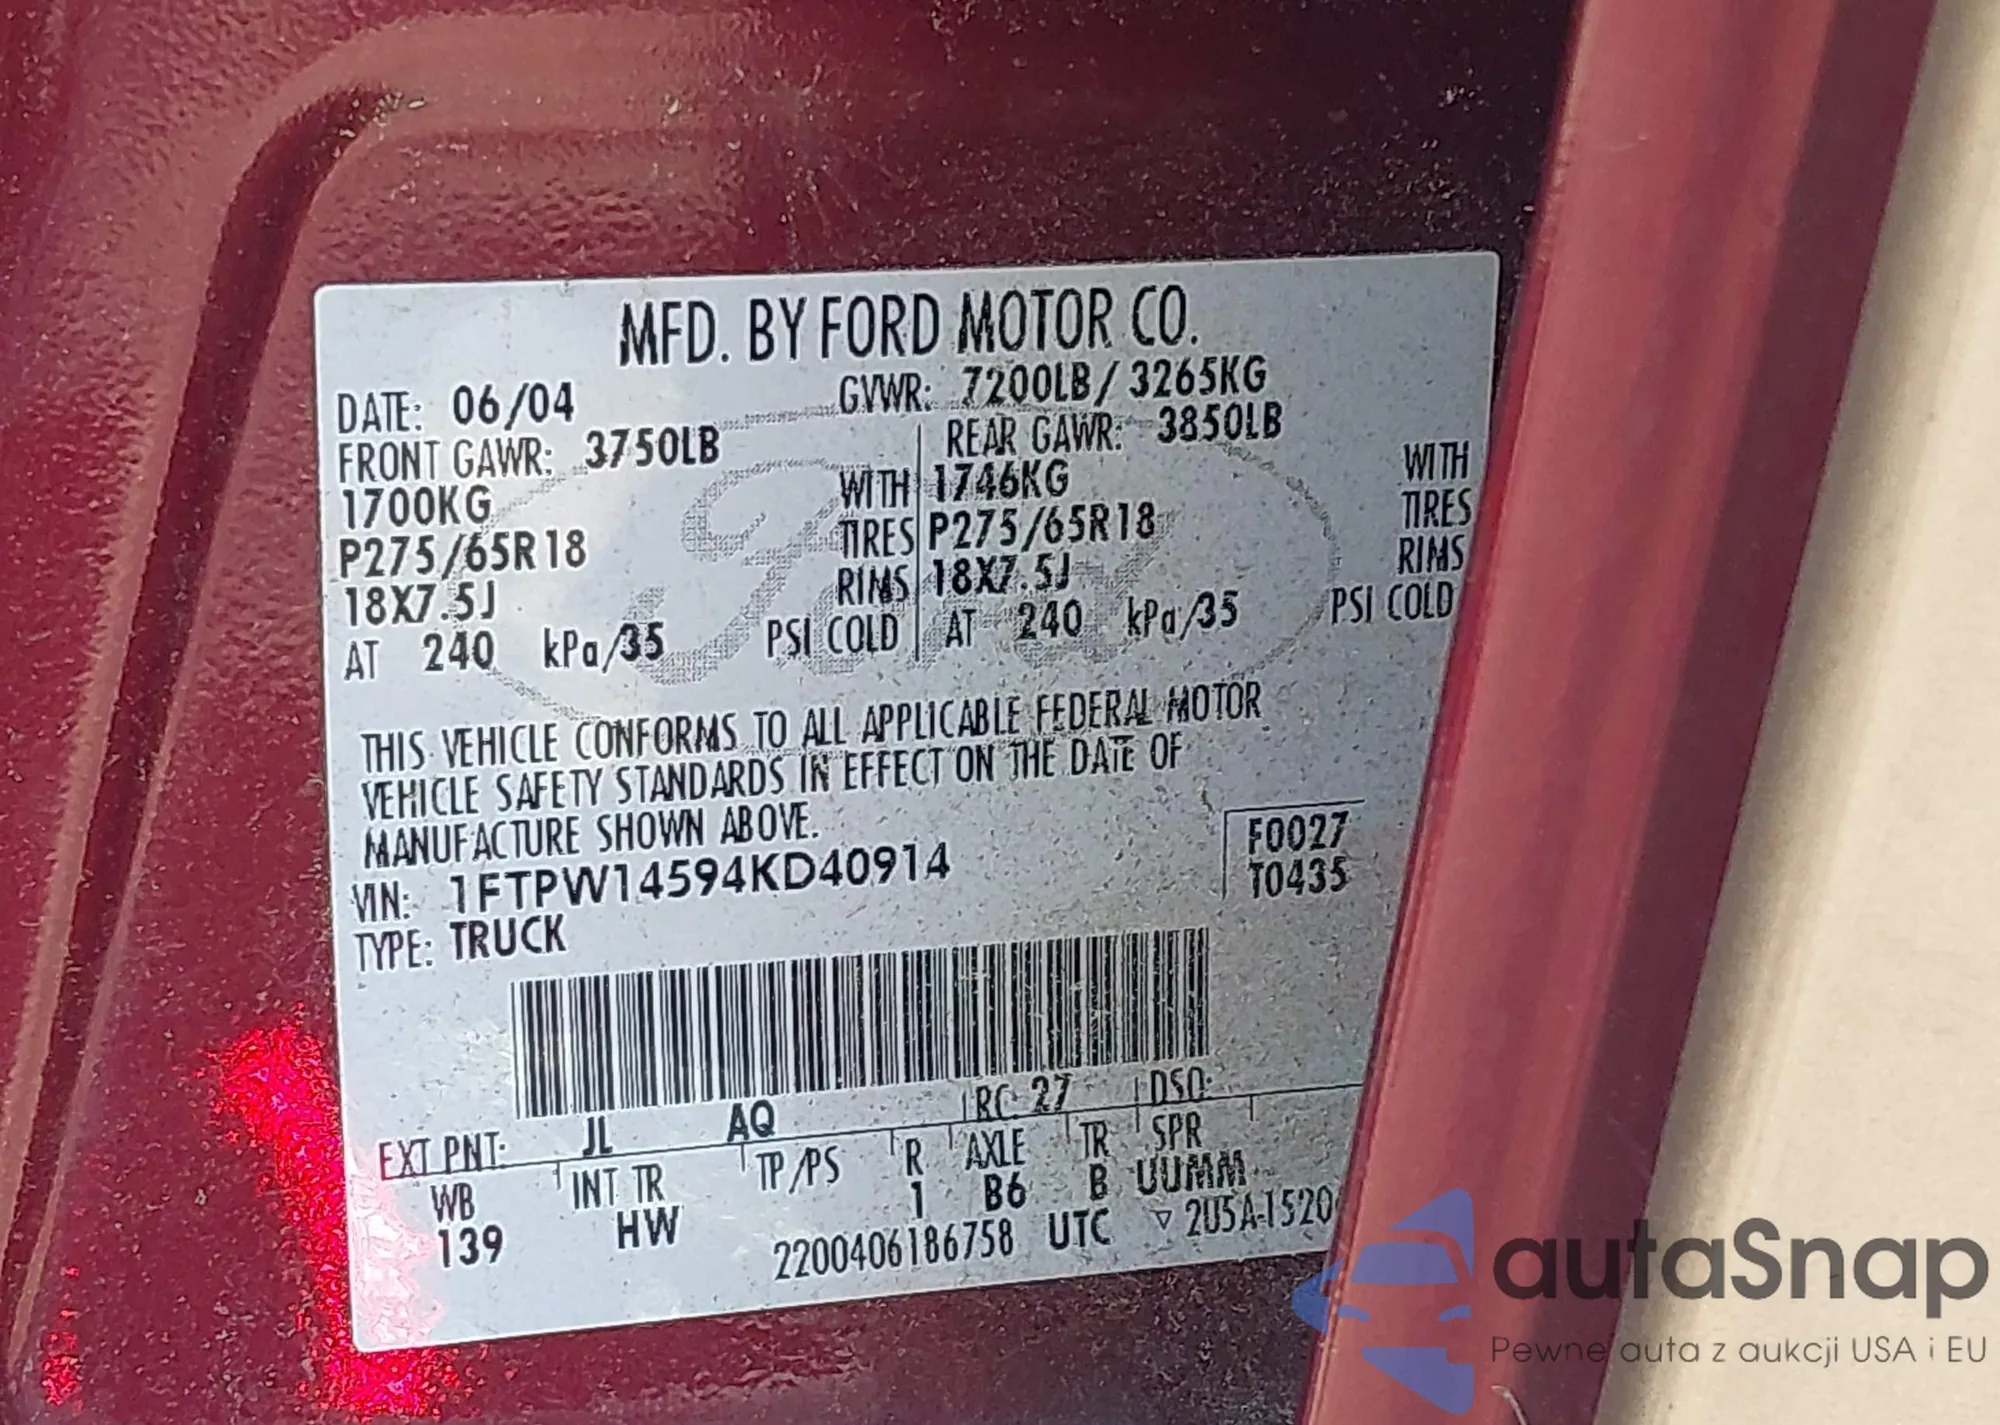 MFD. BY FORD MOTOR CO.
DATE: 06/04 GVWR: 7200LB/ 3265KG
FRONT GAWR: 3750LB REAR GAWR: 3850LB
1700KG WITH 1746KG WITH
P275/65R18 TIRES P275/65R18 TIRES
18X7.5J RIMS 18X7.5J RIMS
AT 240 kPa/35 PSI COLD AT 240 kPa/35 PSI COLD
THIS VEHICLE CONFORMS TO ALL APPLICABLE FEDERAL MOTOR
VEHICLE SAFETY STANDARDS IN EFFECT ON THE DATE OF
MANUFACTURE SHOWN ABOVE.
VIN: 1FTPW14594KD40914
F0027
T0435
TYPE: TRUCK
EXT PNT: JL AQ RC: 27 DSO:
WB INT TR TP/PS R AXLE TR SPR
139 HW 1 B6 B UUMM
2200406186758 UTC ▽ 2U5A-1520
Ford
autaSnap
Pewne auta z aukcji USA i EU